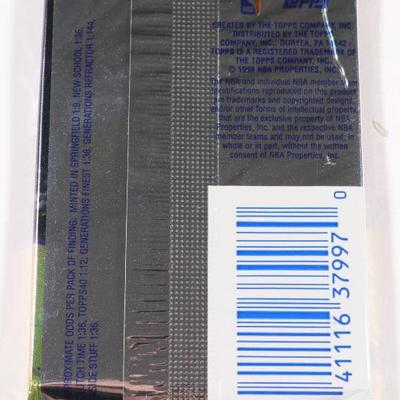 TOPPS
CREATED BY THE TOPPS COMPANY, INC.
DISTRIBUTED BY THE TOPPS
COMPANY, INC., DURYEA, PA 18642
TOPPS IS A REGISTERED TRADEMARK OF
THE TOPPS COMPANY, INC.
© 1998 NBA PROPERTIES, INC.
The NBA and individual NBA member team
identifications reproduced on this product
are trademarks and copyrighted designs,
and/or other forms of intellectual property
that are the exclusive property of NBA
Properties, Inc. and the respective NBA
member teams and may not be used, in
whole or in part, without the written
consent of NBA Properties, Inc.
PROXIMATE ODDS PER PACK OF FINDING: MINTED IN SPRINGFIELD 1:9, NEW SCHOOL 1:36,
UTCH TIME 1:36, TOPPS40 1:12, GENERATIONS FINEST 1:36, GENERATIONS REFRACTOR 1:144,
SIDE STUFF 1:36.
41116 37997 0